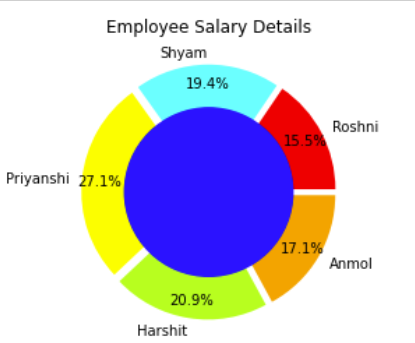 Employee Salary Details
Shyam
19.4%
Roshni
15.5%
Priyanshi
27.1%
Anmol
17.1%
Harshit
20.9%